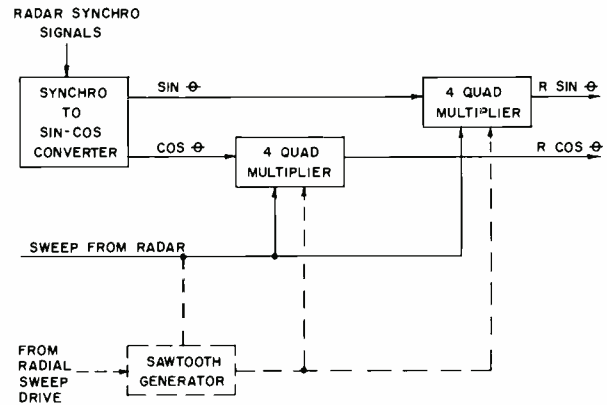 RADAR SYNCHRO
SIGNALS
SYNCHRO
TO
SIN-COS
CONVERTER
SIN Θ
COS Θ
4 QUAD
MULTIPLIER
4 QUAD
MULTIPLIER
R SIN Θ
R COS Θ
SWEEP FROM RADAR
FROM
RADIAL
SWEEP
DRIVE
SAWTOOTH
GENERATOR